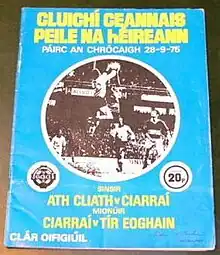 CLUICHÍ CEANNAIS
PEILE NA hÉIREANN
PÁIRC AN CHRÓCAIGH 28-9-75
20p
SINSIR
ATH CLIATH v CIARRAÍ
MIONÚIR
CIARRAÍ v TÍR EOGHAIN
CLÁR OIFIGIÚIL